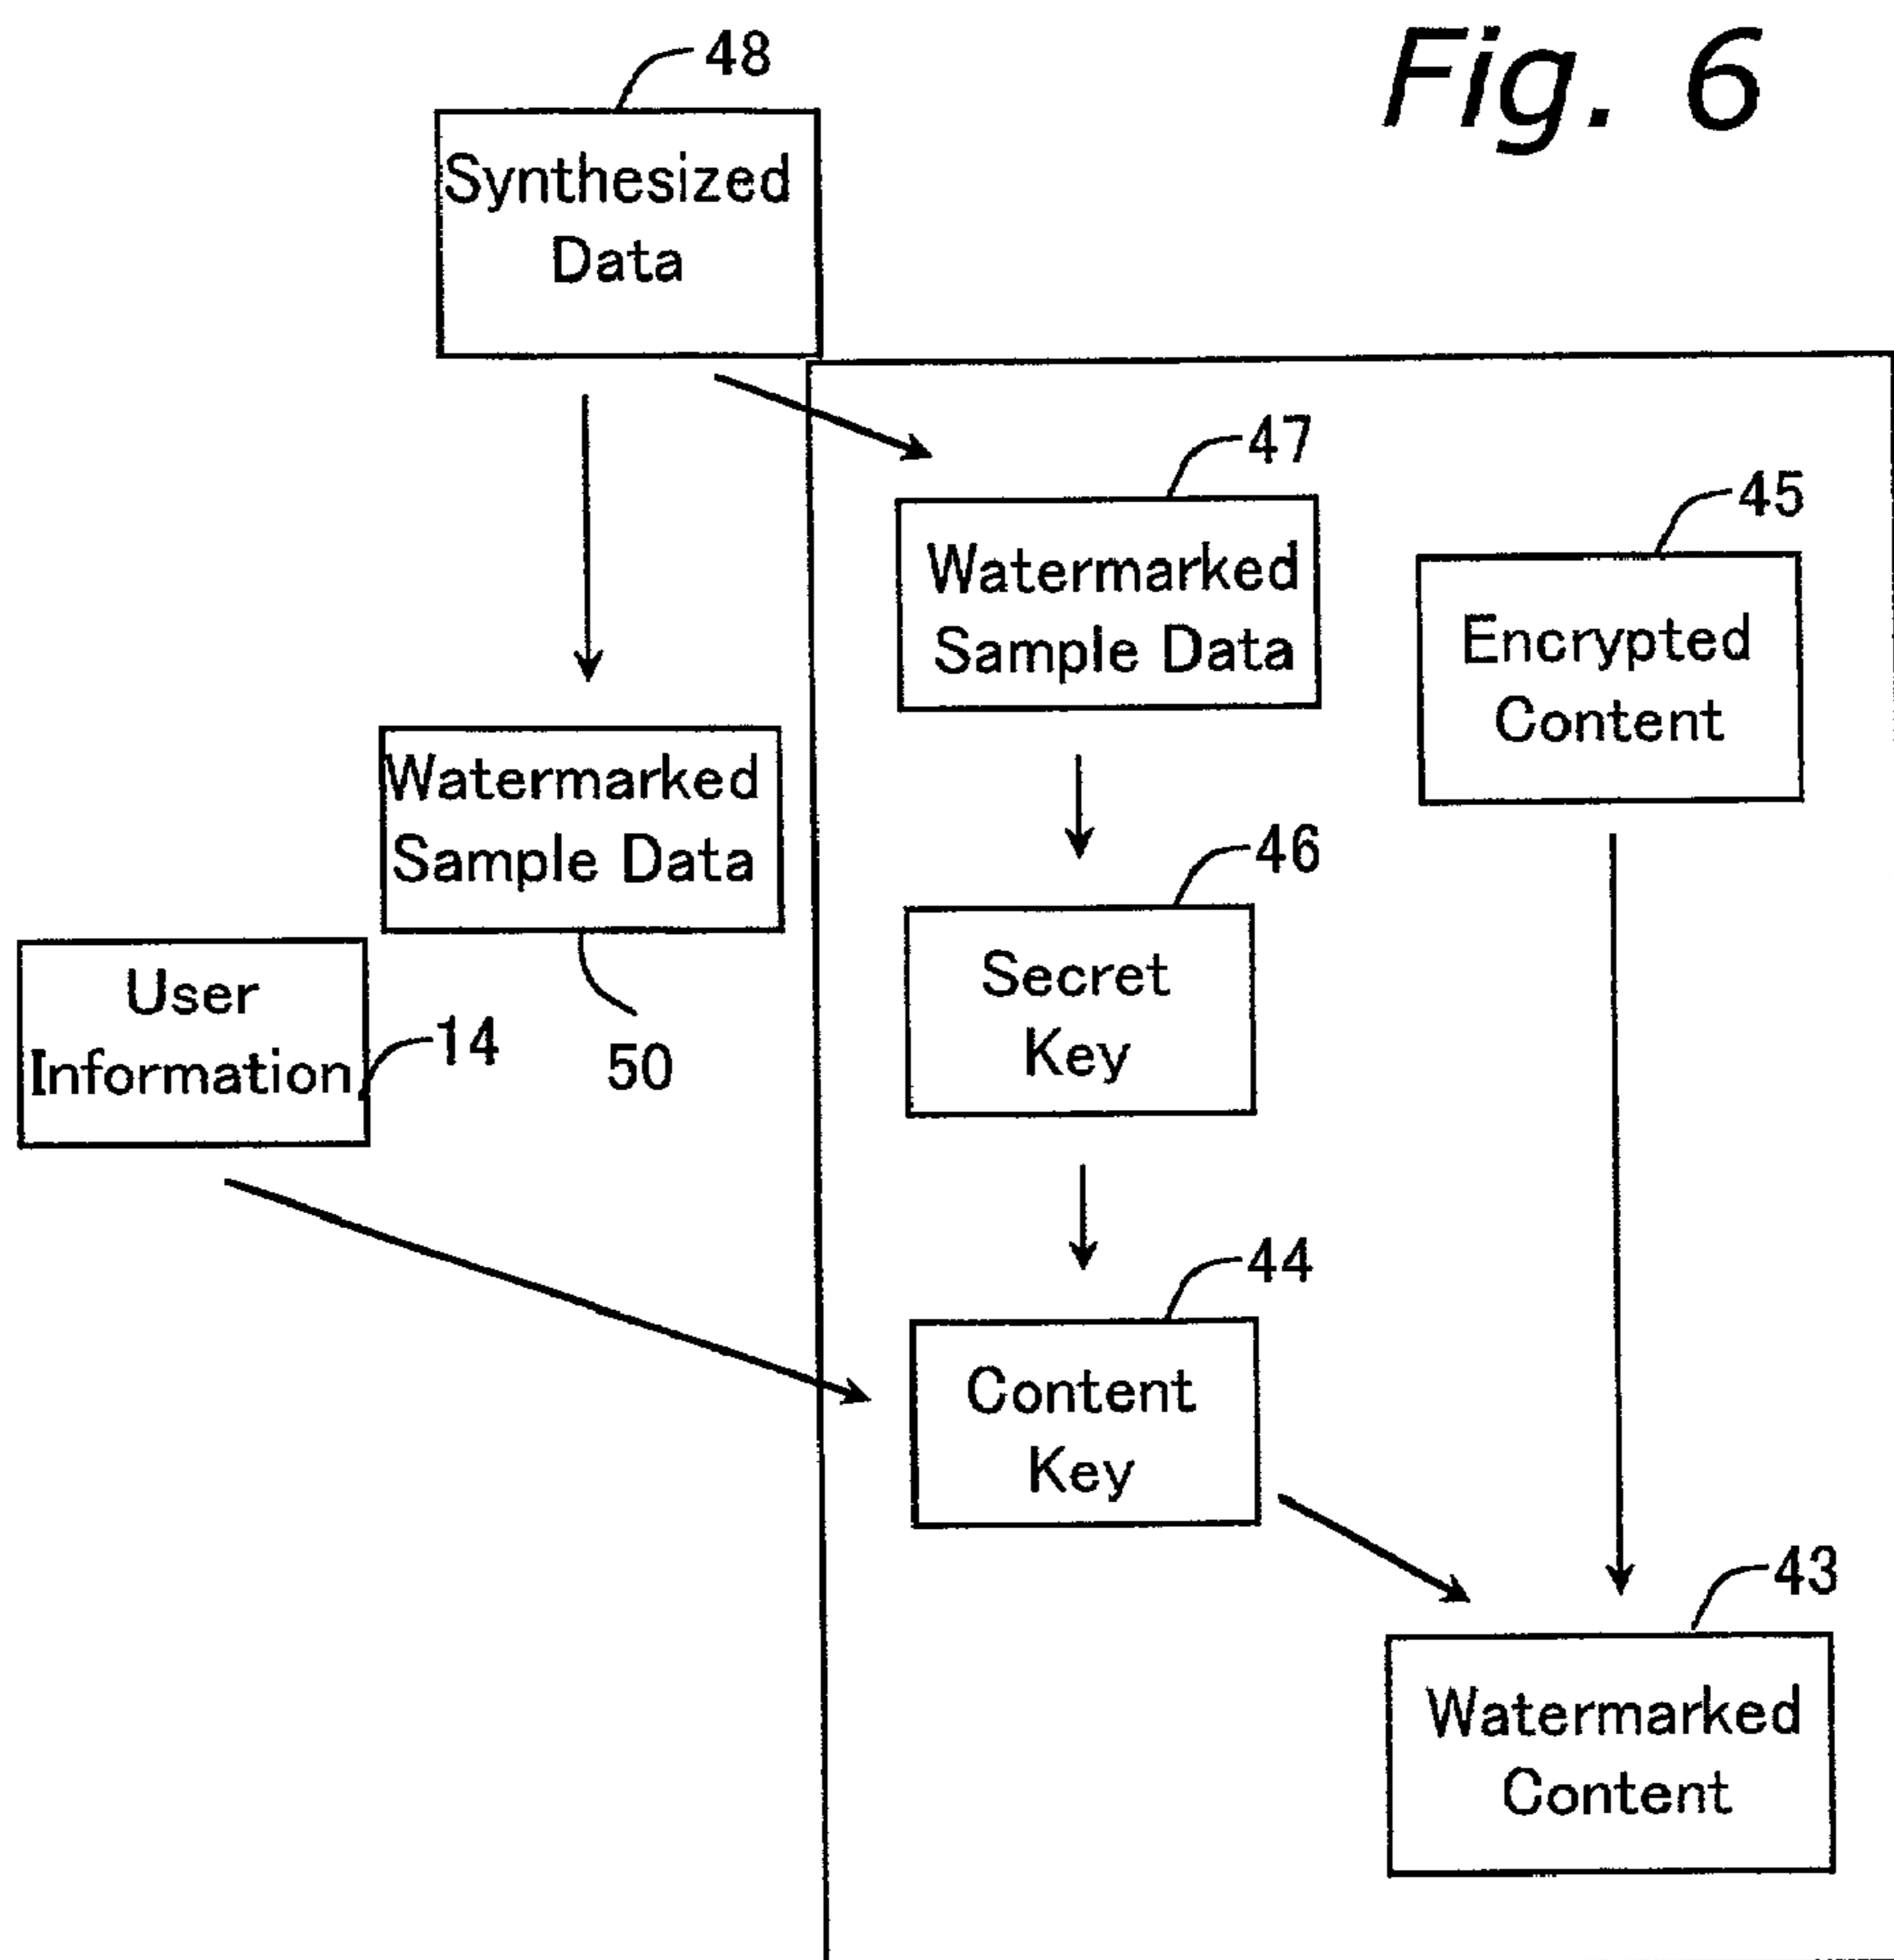 Fig. 6
48
Synthesized
Data
47
Watermarked
Sample Data
45
Encrypted
Content
Watermarked
Sample Data
50
46
Secret
Key
User
Information
14
44
Content
Key
43
Watermarked
Content